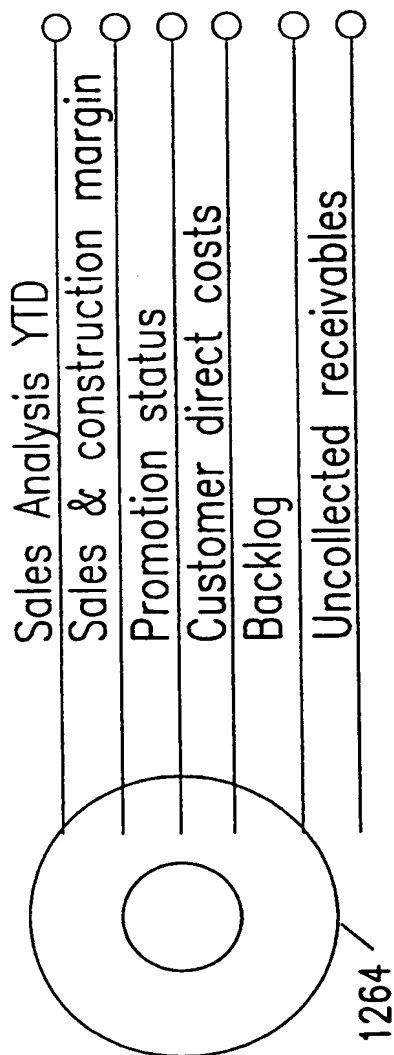 Sales Analysis YTD
Sales & construction margin
Promotion status
Customer direct costs
Backlog
Uncollected receivables
1264